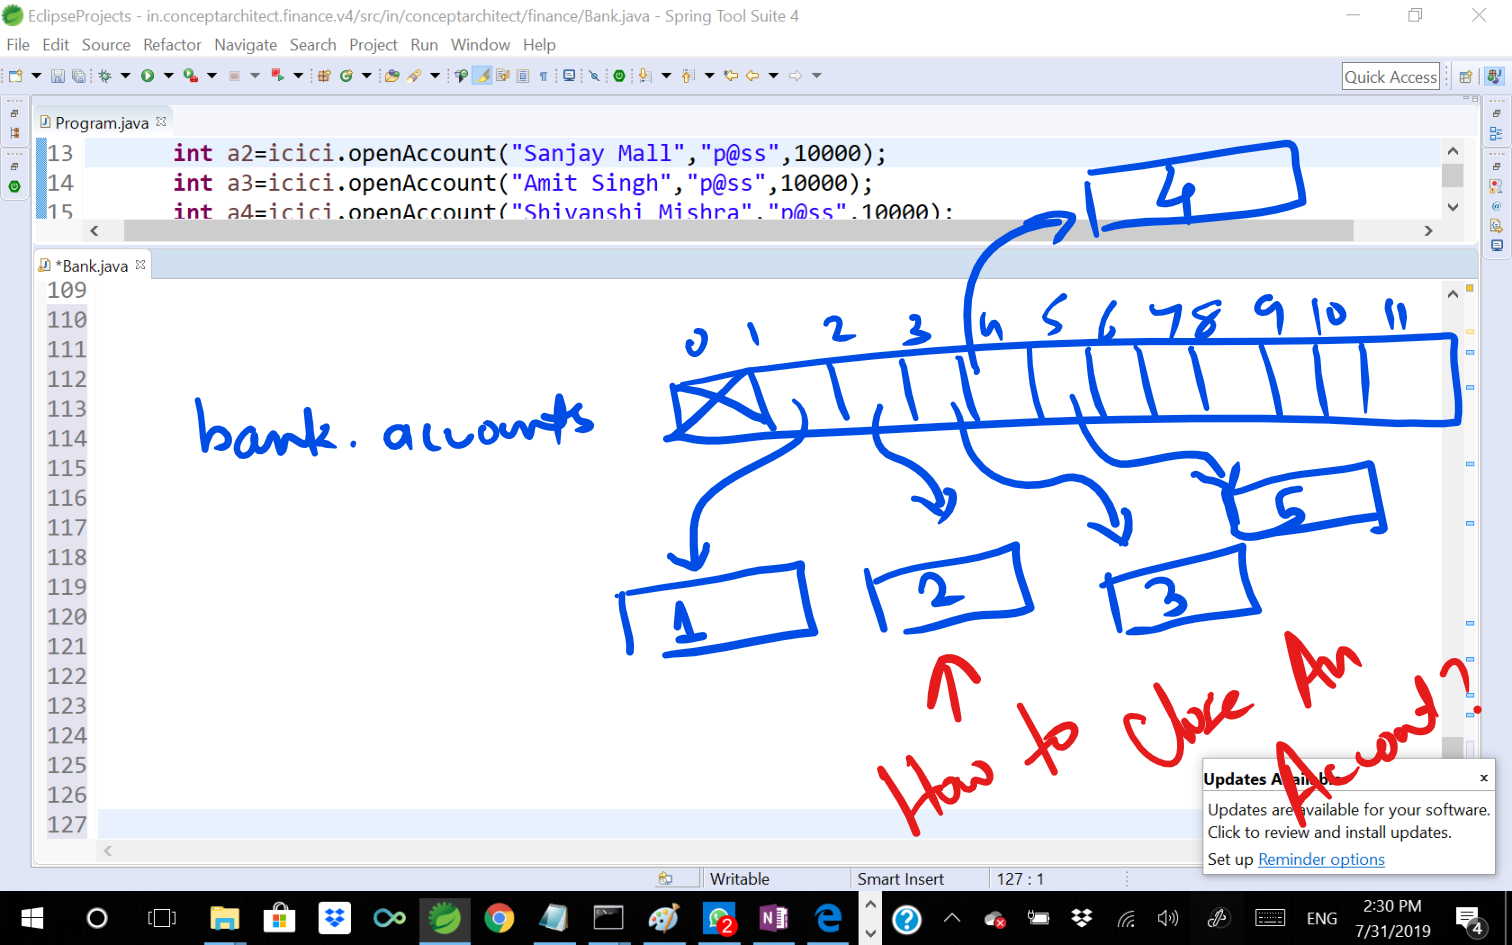 EclipseProjects - in.conceptarchitect.finance.v4/src/in/conceptarchitect/finance/Bank.java - Spring Tool Suite 4
File Edit Source Refactor Navigate Search Project Run Window Help
Quick Access
Program.java
13 int a2=icici.openAccount("Sanjay Mall","p@ss",10000);
14 int a3=icici.openAccount("Amit Singh","p@ss",10000);
15 int a4=icici.openAccount("Shivanshi Mishra","p@ss",10000);
4
*Bank.java
109
110
111
112
113
114
115
116
117
118
119
120
121
122
123
124
125
126
127
0 1 2 3 4 5 6 7 8 9 10 11
bank.accounts
5
1 2 3
How to Close An
Account?
Updates Available
Updates are available for your software.
Click to review and install updates.
Set up Reminder options
Writable Smart Insert 127 : 1
2
ENG
2:30 PM
7/31/2019
4